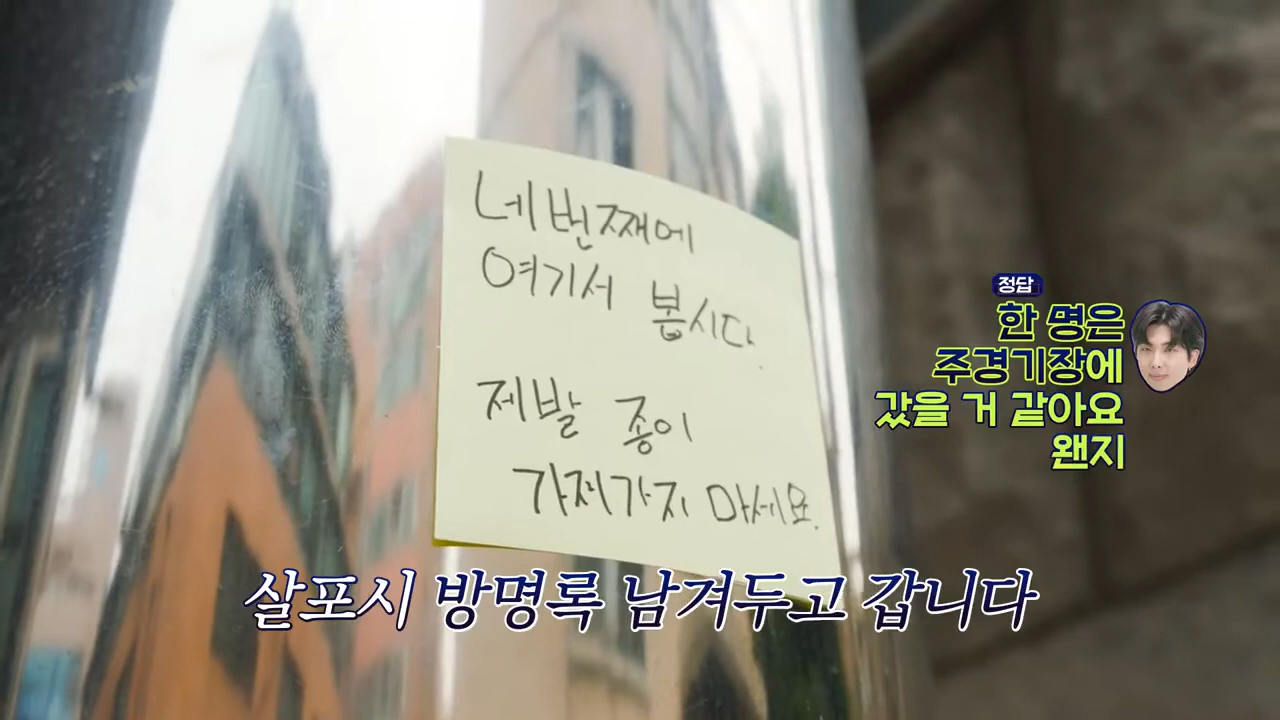 네번째에
여기서 봅시다.
제발 종이
가져가지 마세요.
정답
한 명은
주경기장에
갔을 거 같아요
왠지
살포시 방명록 남겨두고 갑니다